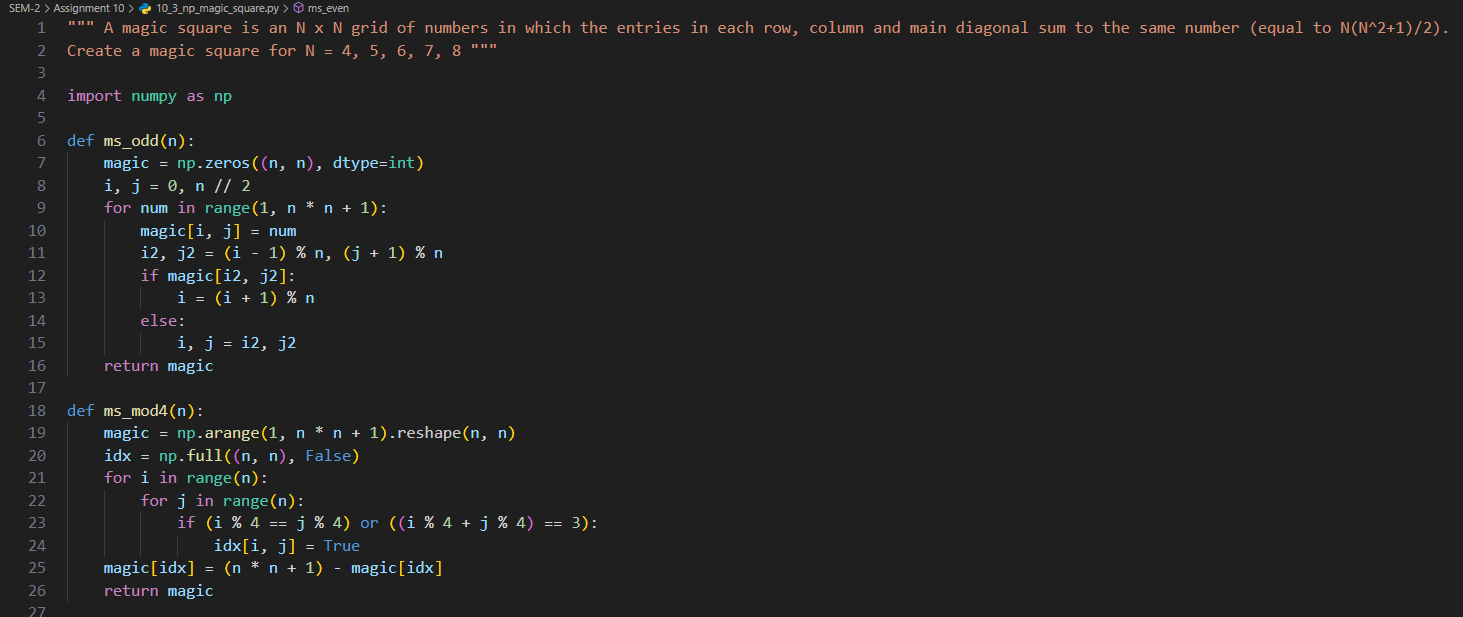 SEM-2 > Assignment 10 > 10_3_np_magic_square.py > ms_even
1 """ A magic square is an N x N grid of numbers in which the entries in each row, column and main diagonal sum to the same number (equal to N(N^2+1)/2).
2 Create a magic square for N = 4, 5, 6, 7, 8 """
3
4 import numpy as np
5
6 def ms_odd(n):
7     magic = np.zeros((n, n), dtype=int)
8     i, j = 0, n // 2
9     for num in range(1, n * n + 1):
10         magic[i, j] = num
11         i2, j2 = (i - 1) % n, (j + 1) % n
12         if magic[i2, j2]:
13             i = (i + 1) % n
14         else:
15             i, j = i2, j2
16     return magic
17
18 def ms_mod4(n):
19     magic = np.arange(1, n * n + 1).reshape(n, n)
20     idx = np.full((n, n), False)
21     for i in range(n):
22         for j in range(n):
23             if (i % 4 == j % 4) or ((i % 4 + j % 4) == 3):
24                 idx[i, j] = True
25     magic[idx] = (n * n + 1) - magic[idx]
26     return magic
27